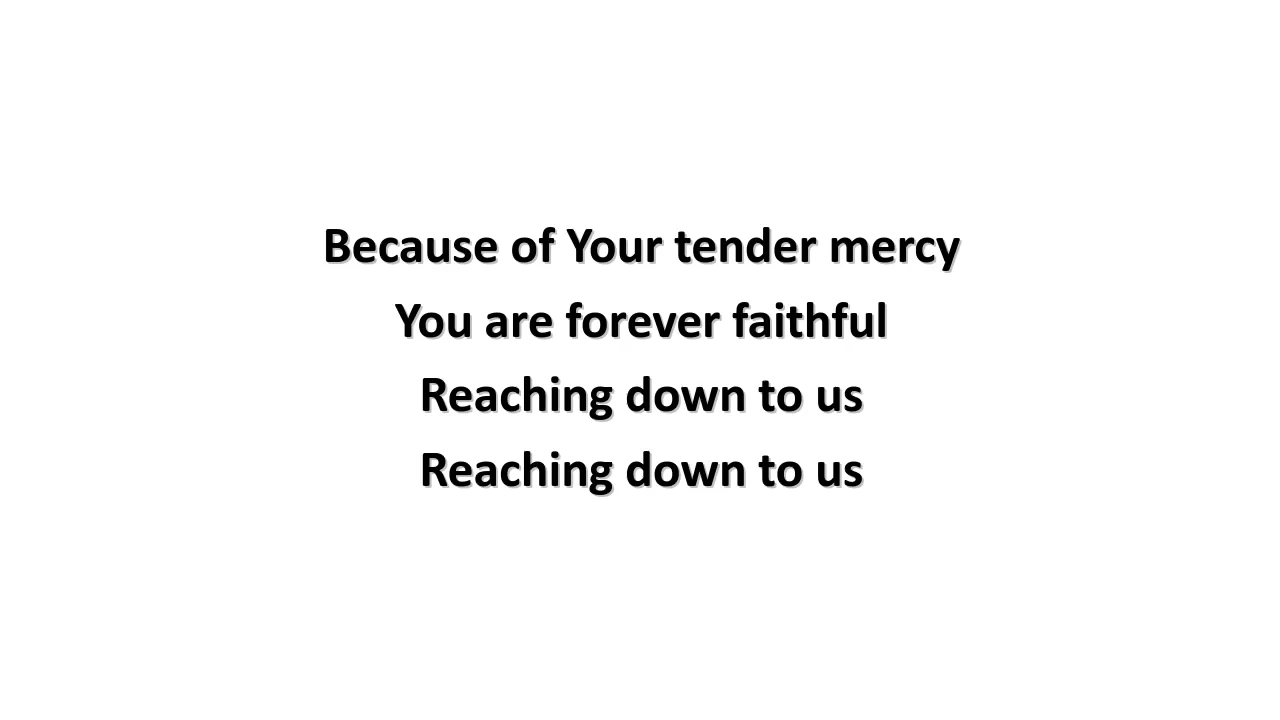 Because of Your tender mercy
You are forever faithful
Reaching down to us
Reaching down to us